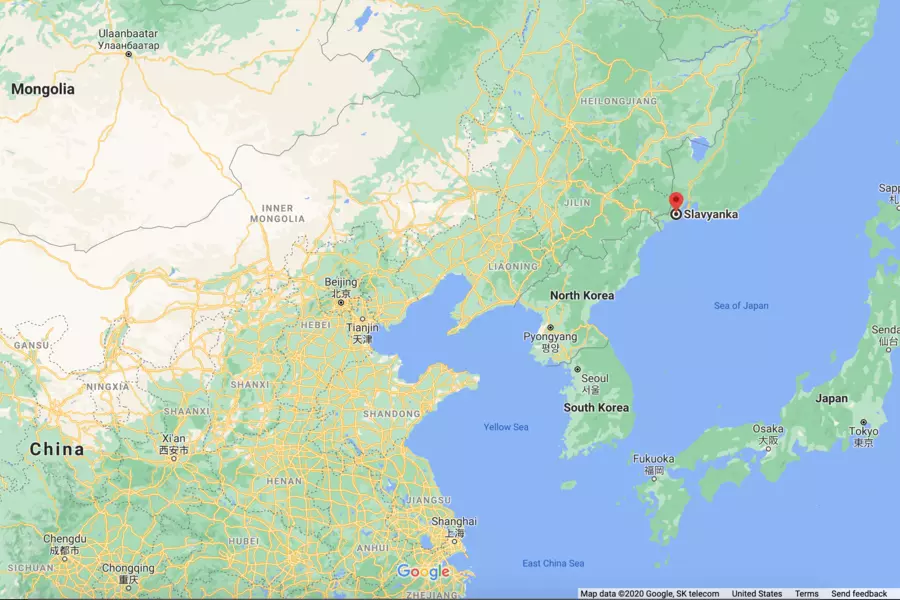 Ulaanbaatar
Улаанбаатар
Mongolia
HEILONGJIANG
Sapp
札
INNER
MONGOLIA
JILIN
Slavyanka
LIAONING
Beijing
北京
North Korea
Sea of Japan
HEBEI
Tianjin
天津
Pyongyang
평양
Senda
仙台
GANSU
NINGXIA
SHANXI
Seoul
서울
South Korea
Japan
SHAANXI
SHANDONG
Yellow Sea
Osaka
大阪
Tokyo
東京
China
Xi'an
西安市
Fukuoka
福岡
HENAN
JIANGSU
Shanghai
上海
Chengdu
成都市
HUBEI
ANHUI
East China Sea
SICHUAN
Chongqing
重庆
Google
ZHEJIANG
Map data ©2020 Google, SK telecom United States Terms Send feedback